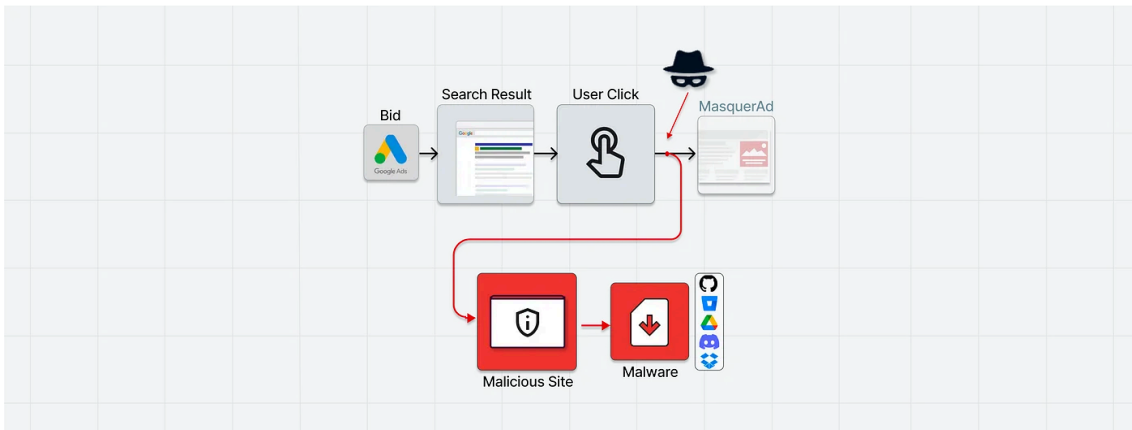 Bid
Google Ads
Search Result
Google
User Click
MasquerAd
Malicious Site
Malware